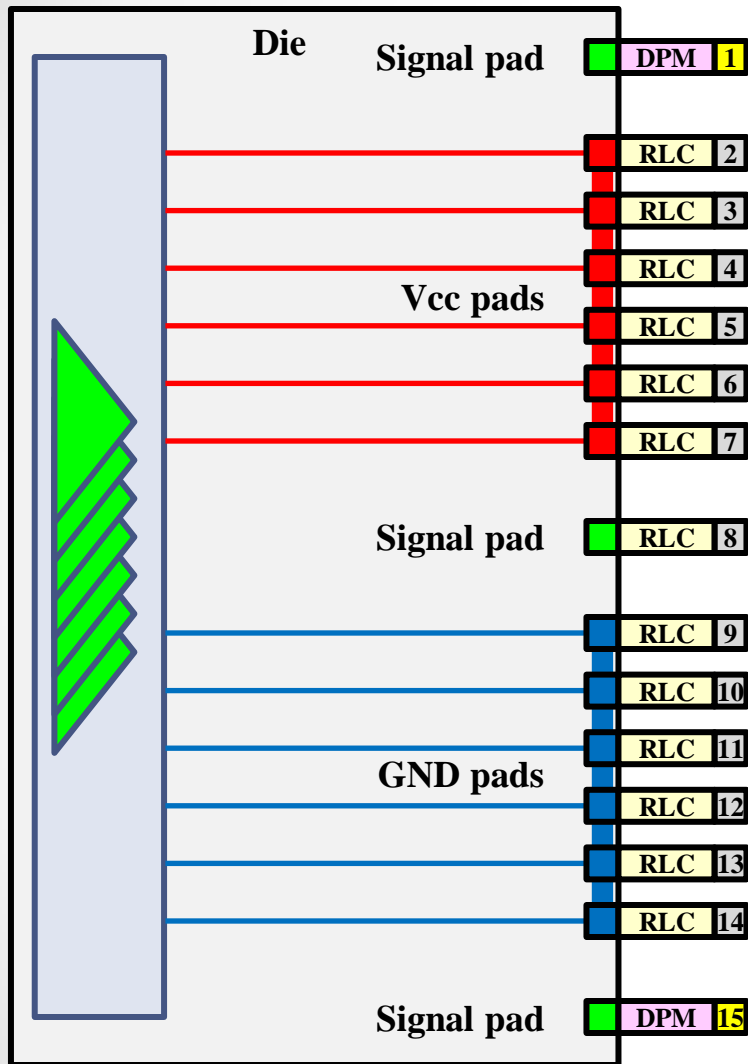 Die
Signal pad DPM 1
RLC 2
RLC 3
RLC 4
Vcc pads
RLC 5
RLC 6
RLC 7
Signal pad RLC 8
RLC 9
RLC 10
RLC 11
GND pads
RLC 12
RLC 13
RLC 14
Signal pad DPM 15